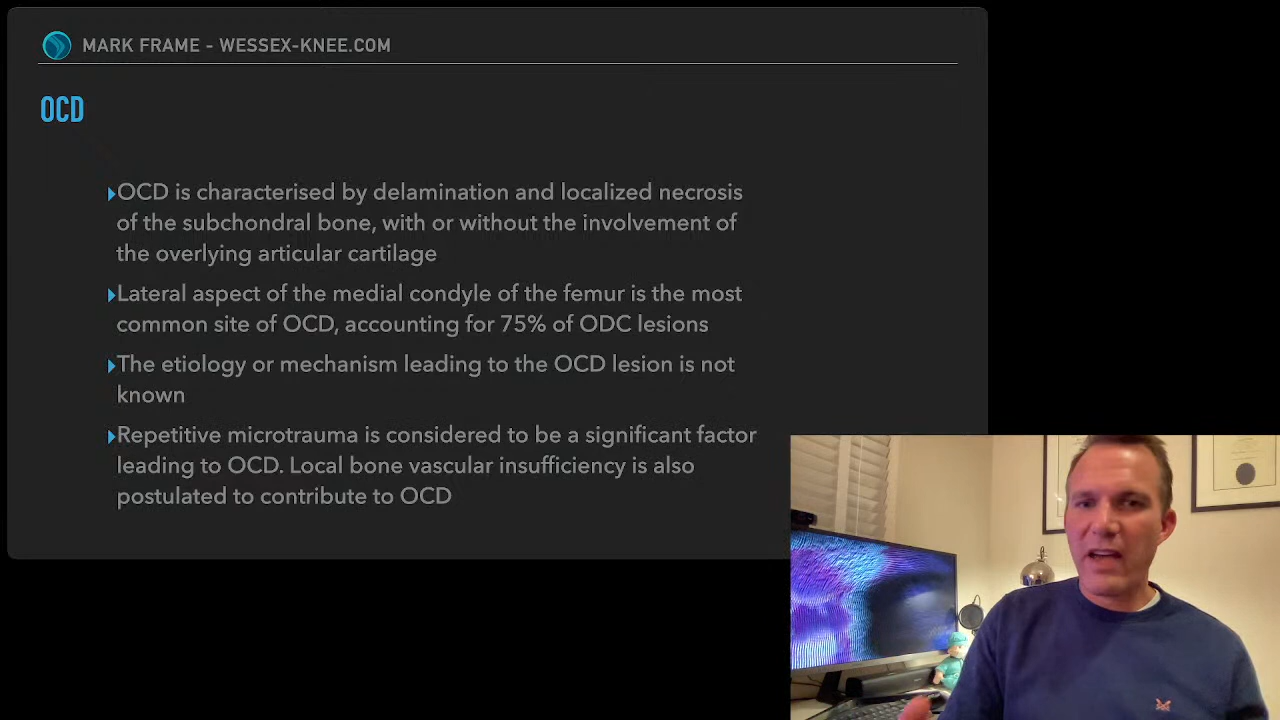 MARK FRAME - WESSEX-KNEE.COM
OCD
OCD is characterised by delamination and localized necrosis
of the subchondral bone, with or without the involvement of
the overlying articular cartilage
Lateral aspect of the medial condyle of the femur is the most
common site of OCD, accounting for 75% of ODC lesions
The etiology or mechanism leading to the OCD lesion is not
known
Repetitive microtrauma is considered to be a significant factor
leading to OCD. Local bone vascular insufficiency is also
postulated to contribute to OCD